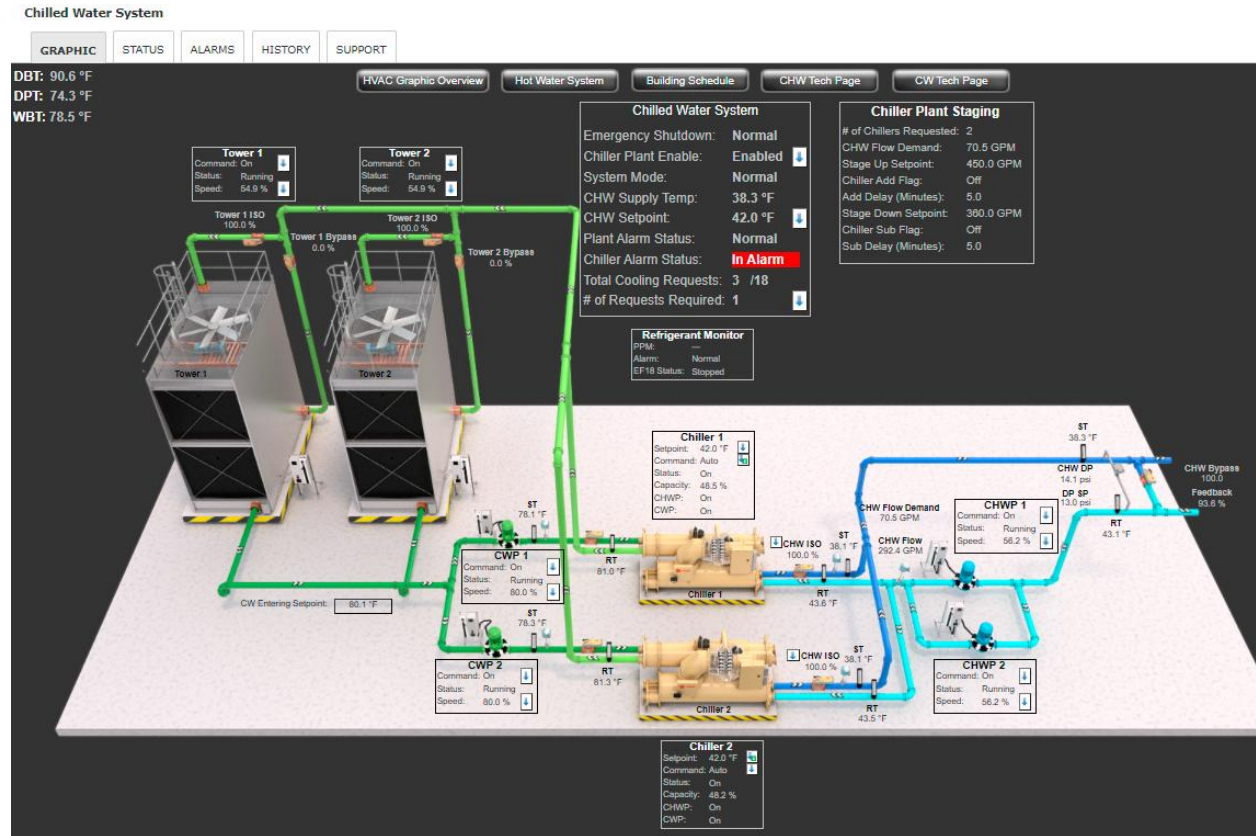 Chilled Water System
GRAPHIC STATUS ALARMS HISTORY SUPPORT
DBT: 90.6 °F
DPT: 74.3 °F
WBT: 78.5 °F
HVAC Graphic Overview
Hot Water System
Building Schedule
CHW Tech Page
CW Tech Page
Chilled Water System
Emergency Shutdown: Normal
Chiller Plant Enable: Enabled
System Mode: Normal
CHW Supply Temp: 38.3 °F
CHW Setpoint: 42.0 °F
Plant Alarm Status: Normal
Chiller Alarm Status: In Alarm
Total Cooling Requests: 3 /18
# of Requests Required: 1
Chiller Plant Staging
# of Chillers Requested: 2
CHW Flow Demand: 70.5 GPM
Stage Up Setpoint: 450.0 GPM
Chiller Add Flag: Off
Add Delay (Minutes): 5.0
Stage Down Setpoint: 360.0 GPM
Chiller Sub Flag: Off
Sub Delay (Minutes): 5.0
Tower 1
Command: On
Status: Running
Speed: 54.9 %
Tower 2
Command: On
Status: Running
Speed: 54.9 %
Tower 1 ISO
100.0 %
Tower 1 Bypass
0.0 %
Tower 2 ISO
100.0 %
Tower 2 Bypass
0.0 %
Refrigerant Monitor
PPM: ---
Alarm: Normal
EF18 Status: Stopped
Tower 1
Tower 2
Chiller 1
Setpoint: 42.0 °F
Command: Auto
Status: On
Capacity: 48.5 %
CHWP: On
CWP: On
ST
38.3 °F
CHW DP
14.1 psi
DP SP
13.0 psi
CHW Bypass
100.0
Feedback
93.6 %
RT
43.1 °F
CHW Flow Demand
70.5 GPM
CHW Flow
292.4 GPM
CHWP 1
Command: On
Status: Running
Speed: 56.2 %
ST
78.1 °F
CWP 1
Command: On
Status: Running
Speed: 80.0 %
RT
81.0 °F
CHW ISO
100.0 %
ST
38.1 °F
Chiller 1
RT
43.6 °F
CW Entering Setpoint: 80.1 °F
ST
78.3 °F
CWP 2
Command: On
Status: Running
Speed: 80.0 %
RT
81.3 °F
CHW ISO
100.0 %
ST
38.1 °F
Chiller 2
RT
43.5 °F
CHWP 2
Command: On
Status: Running
Speed: 56.2 %
Chiller 2
Setpoint: 42.0 °F
Command: Auto
Status: On
Capacity: 48.2 %
CHWP: On
CWP: On